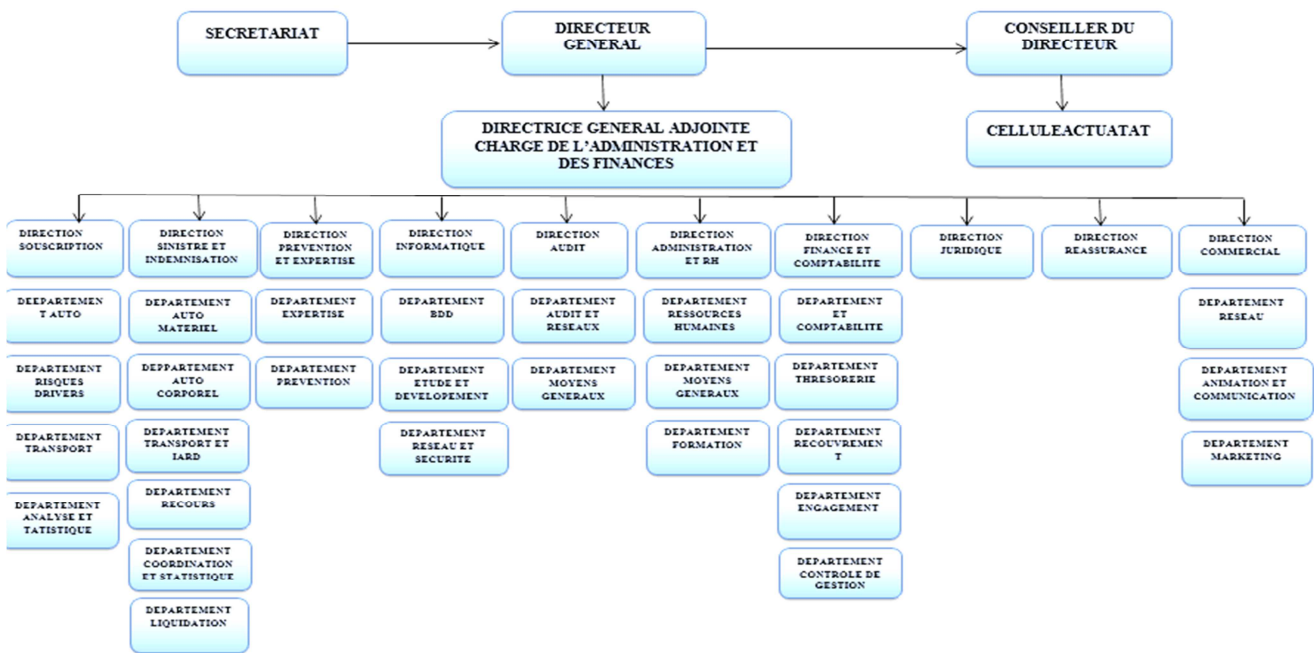 SECRETARIAT
DIRECTEUR
GENERAL
CONSEILLER DU
DIRECTEUR
DIRECTRICE GENERAL ADJOINTE
CHARGE DE L'ADMINISTRATION ET
DES FINANCES
CELLULEACTUATAT
DIRECTION
SOUSCRIPTION
DIRECTION
SINISTRE ET
INDEMNISATION
DIRECTION
PREVENTION
ET EXPERTISE
DIRECTION
INFORMATIQUE
DIRECTION
AUDIT
DIRECTION
ADMINISTRATION
ET RH
DIRECTION
FINANCE ET
COMPTABILITE
DIRECTION
JURIDIQUE
DIRECTION
REASSURANCE
DIRECTION
COMMERCIAL
DEEPARTEMEN
T AUTO
DEPARTEMENT
RISQUES
DRIVERS
DEPARTEMENT
TRANSPORT
DEPARTEMENT
ANALYSE ET
TATISTIQUE
DEPARTEMENT
AUTO
MATERIEL
DEPPARTEMENT
AUTO
CORPOREL
DEPARTEMENT
TRANSPORT ET
IARD
DEPARTEMENT
RECOURS
DEPARTEMENT
COORDINATION
ET STATISTIQUE
DEPARTEMENT
LIQUIDATION
DEPARTEMENT
EXPERTISE
DEPARTEMENT
PREVENTION
DEPARTEMENT
BDD
DEPARTEMENT
ETUDE ET
DEVELOPEMENT
DEPARTEMENT
RESEAU ET
SECURITE
DEPARTEMENT
AUDIT ET
RESEAUX
DEPARTEMENT
MOYENS
GENERAUX
DEPARTEMENT
RESSOURCES
HUMAINES
DEPARTEMENT
MOYENS
GENERAUX
DEPARTEMENT
FORMATION
DEPARTEMENT
ET
COMPTABILITE
DEPARTEMENT
THRESORERIE
DEPARTEMENT
RECOUVREMEN
T
DEPARTEMENT
ENGAGEMENT
DEPARTEMENT
CONTROLE DE
GESTION
DEPARTEMENT
RESEAU
DEPARTEMENT
ANIMATION ET
COMMUNICATION
DEPARTEMENT
MARKETING